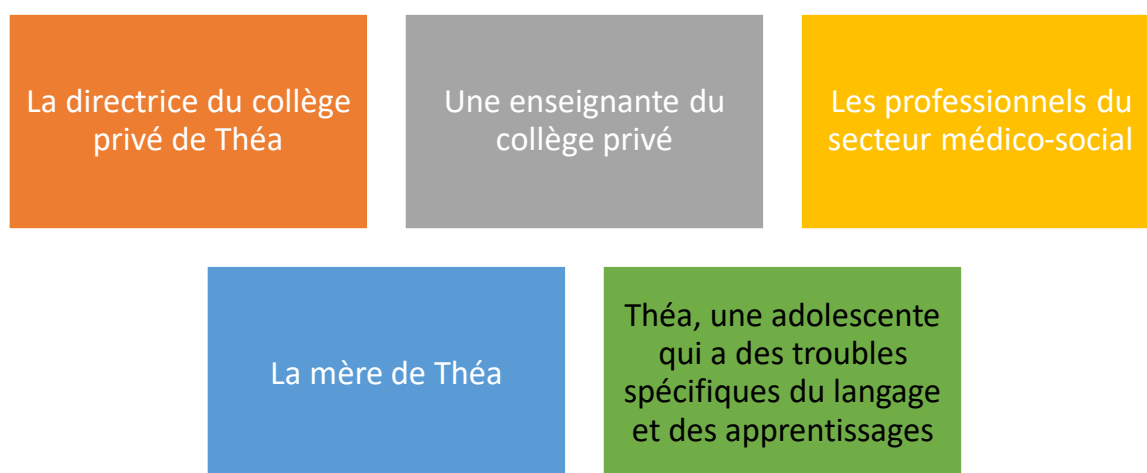 La directrice du collège
privé de Théa
Une enseignante du
collège privé
Les professionnels du
secteur médico-social
La mère de Théa
Théa, une adolescente
qui a des troubles
spécifiques du langage
et des apprentissages